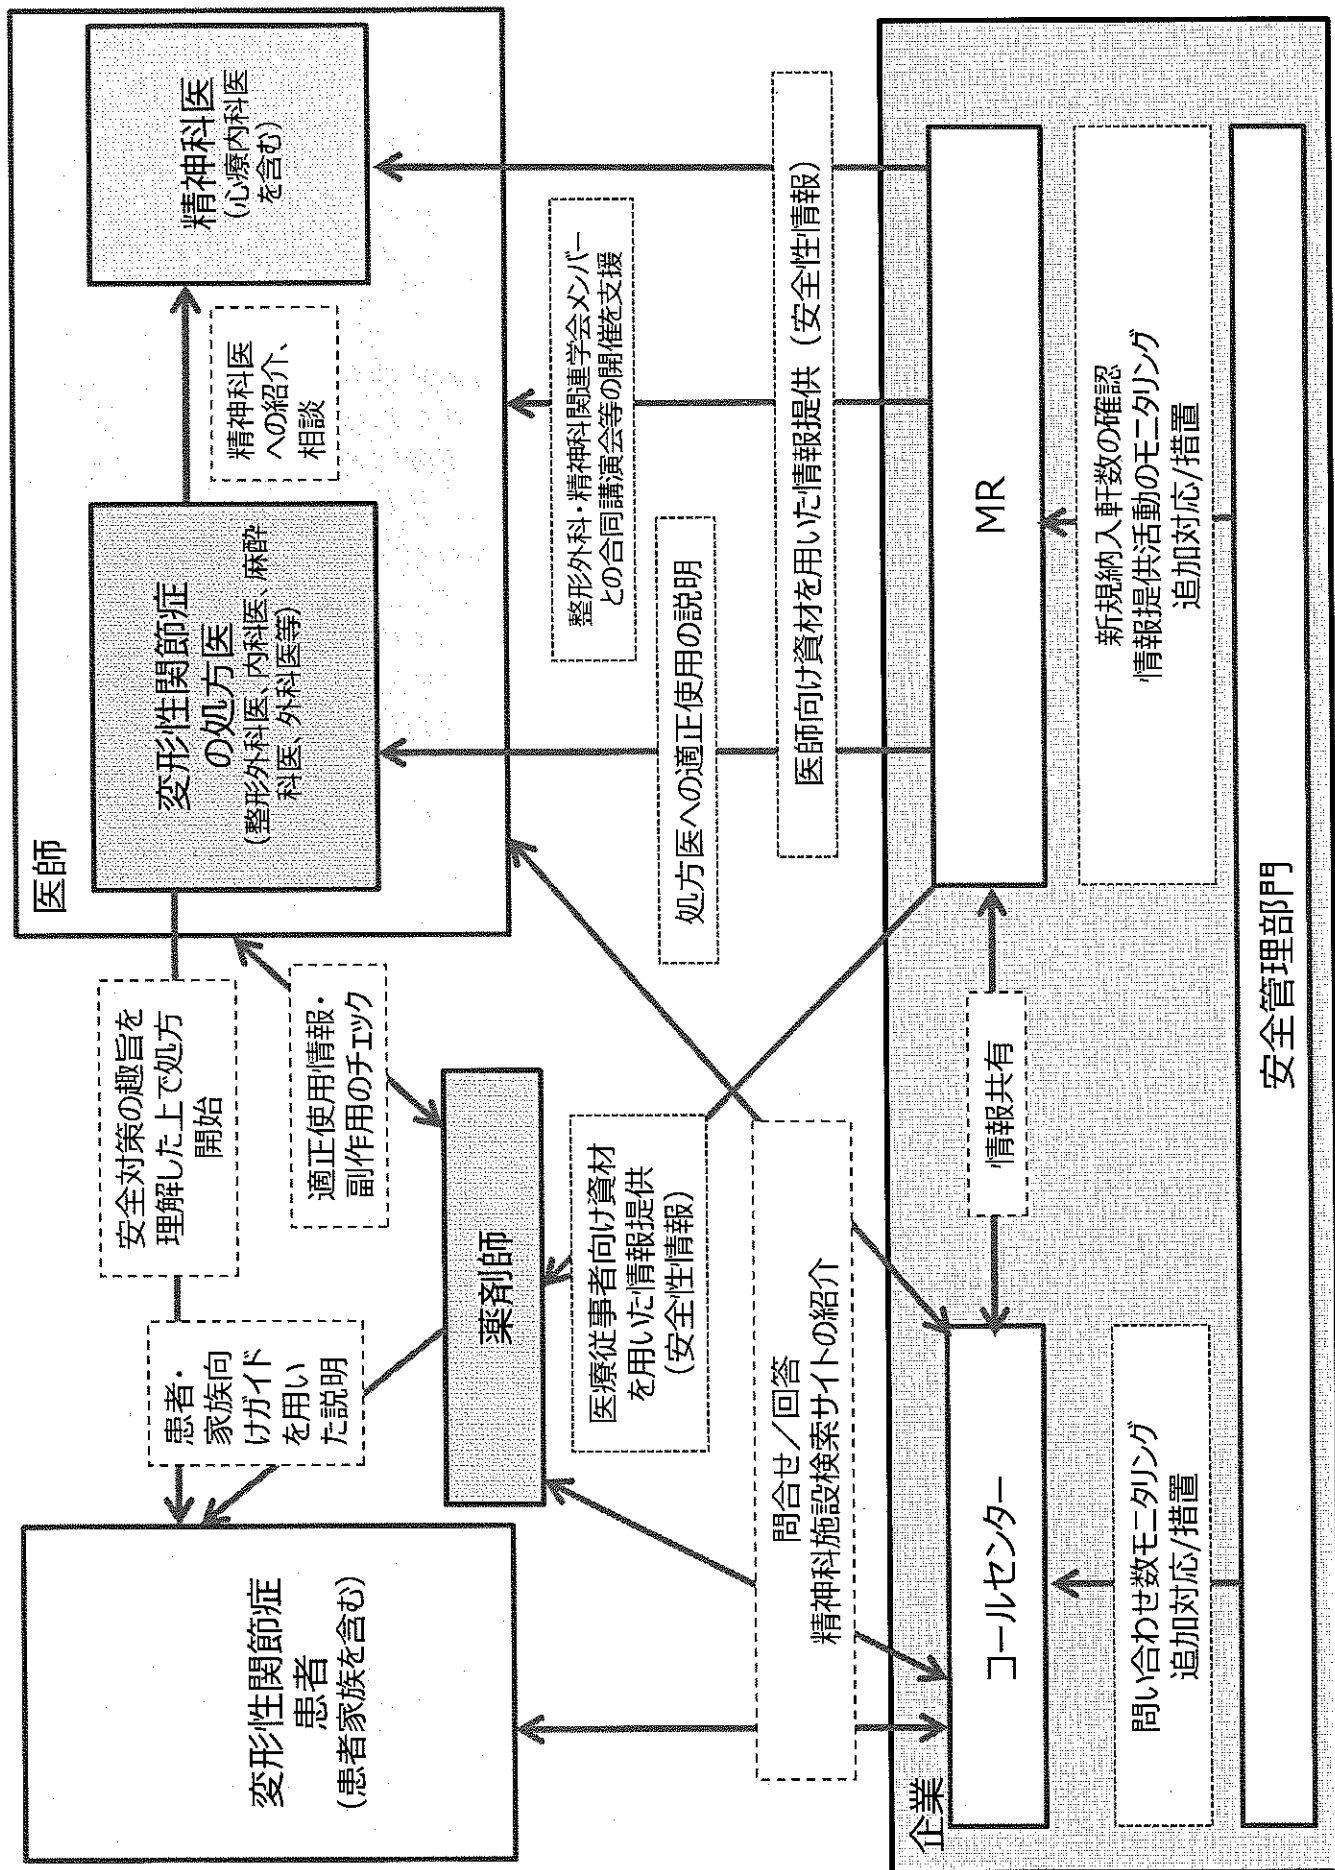 変形性関節症
患者
(患者家族を含む)
安全対策の趣旨を
理解した上で処方
開始
患者・
家族向
けガイド
を用い
た説明
医師
変形性関節症
の処方医
(整形外科医、内科医、麻酔
科医、外科医等)
精神科医
への紹介、
相談
精神科医
(心療内科医
を含む)
適正使用情報・
副作用のチェック
薬剤師
医療従事者向け資材
を用いた情報提供
(安全性情報)
整形外科・精神科関連学会メンバー
との合同講演会等の開催を支援
処方医への適正使用の説明
医師向け資材を用いた情報提供(安全性情報)
問合せ/回答
精神科施設検索サイトの紹介
企業
コールセンター
情報共有
MR
問い合わせ数モニタリング
追加対応/措置
新規納入軒数の確認
情報提供活動のモニタリング
追加対応/措置
安全管理部門